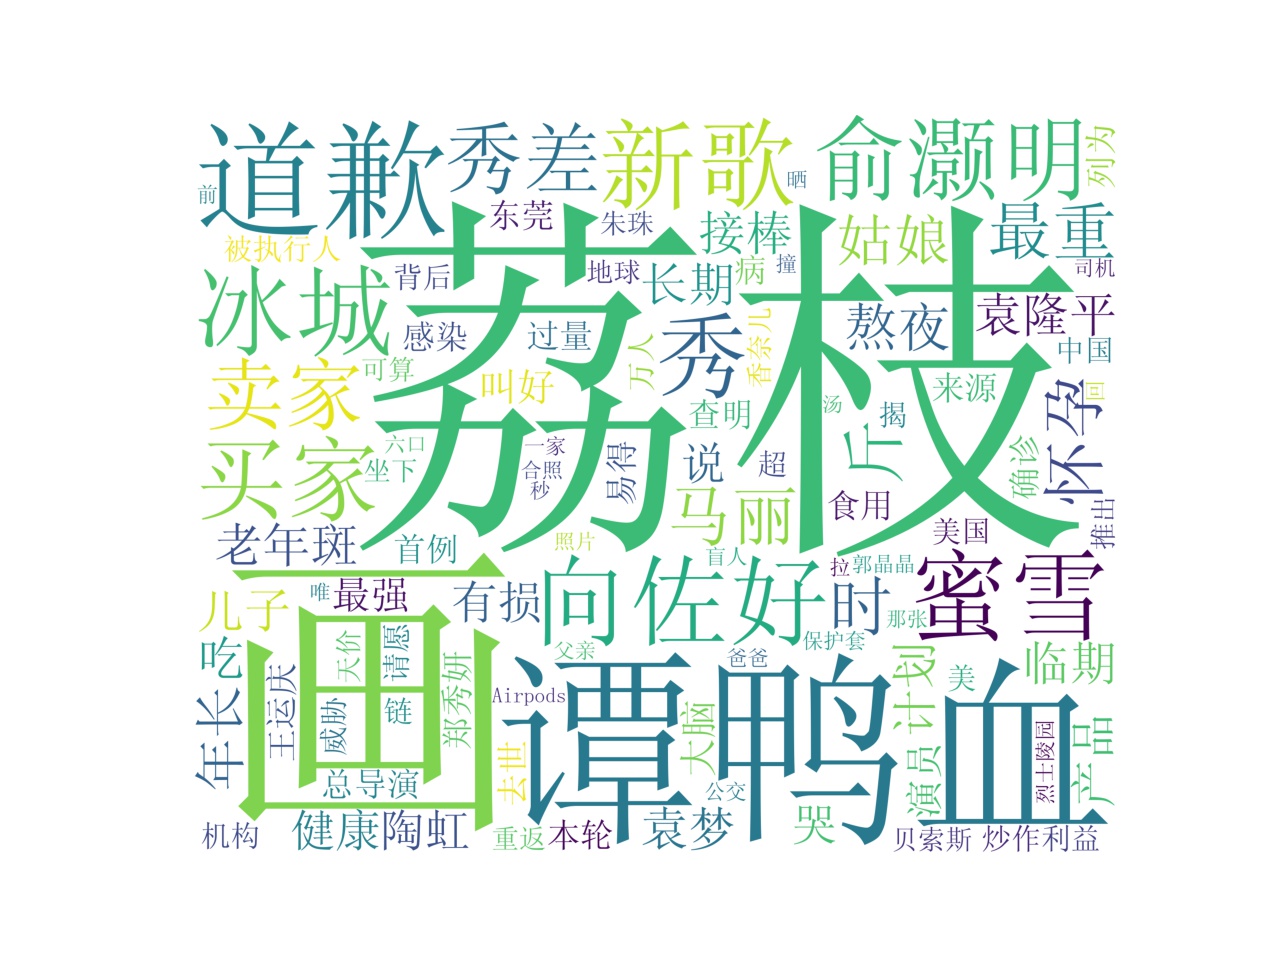 道歉
秀差
新歌
俞灏明
列为
前
晒
东莞
朱珠
接棒
姑娘
最重
被执行人
背后
地球
长期
病
撞
司机
冰城
荔枝
袁隆平
感染
过量
万人
秀
香奈儿
熬夜
中国
可算
叫好
卖家
查明
来源
回
汤
揭
斤
怀孕
买家
六口
坐下
一家
合照
秒
易得
说
超
确诊
马丽
食用
推出
老年斑
首例
照片
盲人
美国
拉
郭晶晶
蜜雪
画
唯
最强
有损
向佐好
时
那张
儿子
保护套
吃
天价
请愿
郑秀妍
父亲
爸爸
计划
美
临期
年长
王运庆
威胁
链
Airpods
谭鸭血
大脑
演员
烈士陵园
产品
总导演
去世
公交
机构
健康
陶虹
重返
本轮
袁梦
哭
贝索斯
炒作
利益